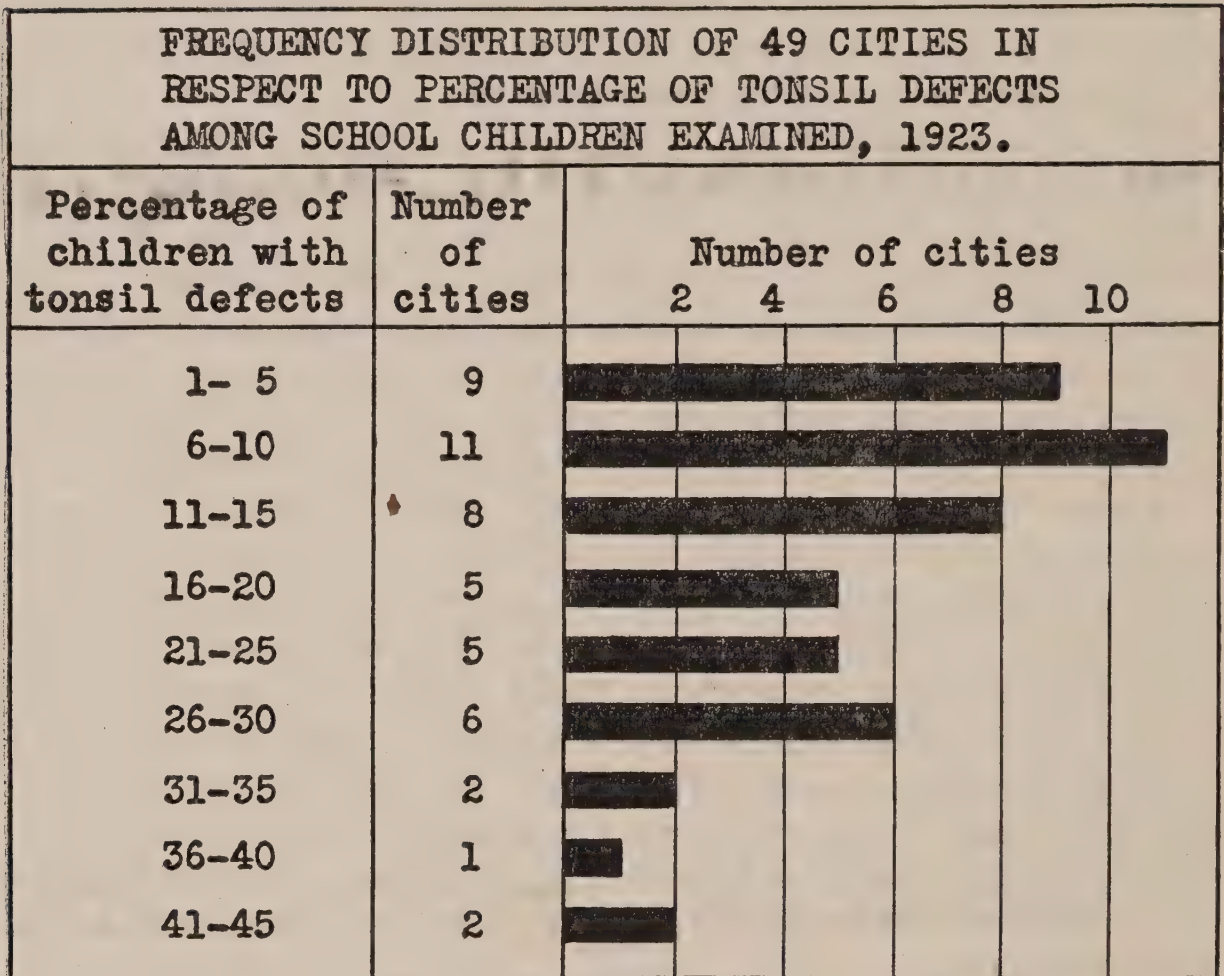 FREQUENCY DISTRIBUTION OF 49 CITIES IN
RESPECT TO PERCENTAGE OF TONSIL DEFECTS
AMONG SCHOOL CHILDREN EXAMINED, 1923.
Percentage of children with tonsil defects | Number of cities | Number of cities
2 4 6 8 10
1- 5 9
6-10 11
11-15 8
16-20 5
21-25 5
26-30 6
31-35 2
36-40 1
41-45 2